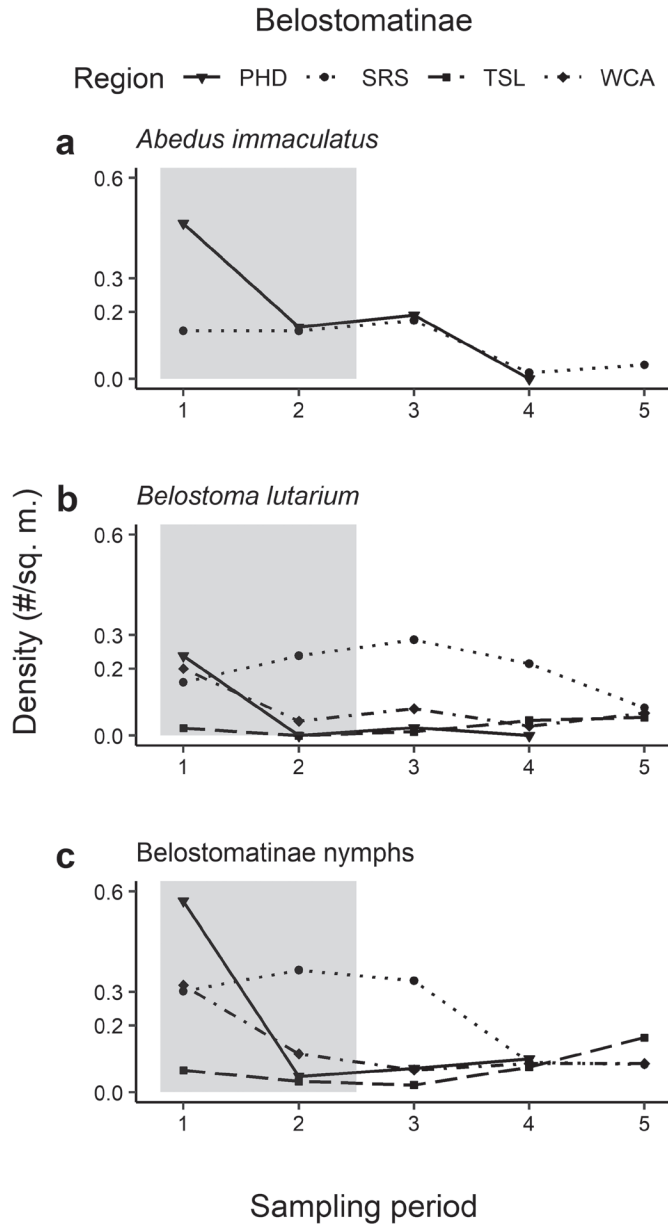 Belostomatinae
Region PHD SRS TSL WCA
a Abedus immaculatus
0.6
0.3
0.2
0.0
1 2 3 4 5
b Belostoma lutarium
0.6
0.3
0.2
0.0
1 2 3 4 5
c Belostomatinae nymphs
0.6
0.3
0.2
0.0
1 2 3 4 5
Density (#/sq. m.)
Sampling period